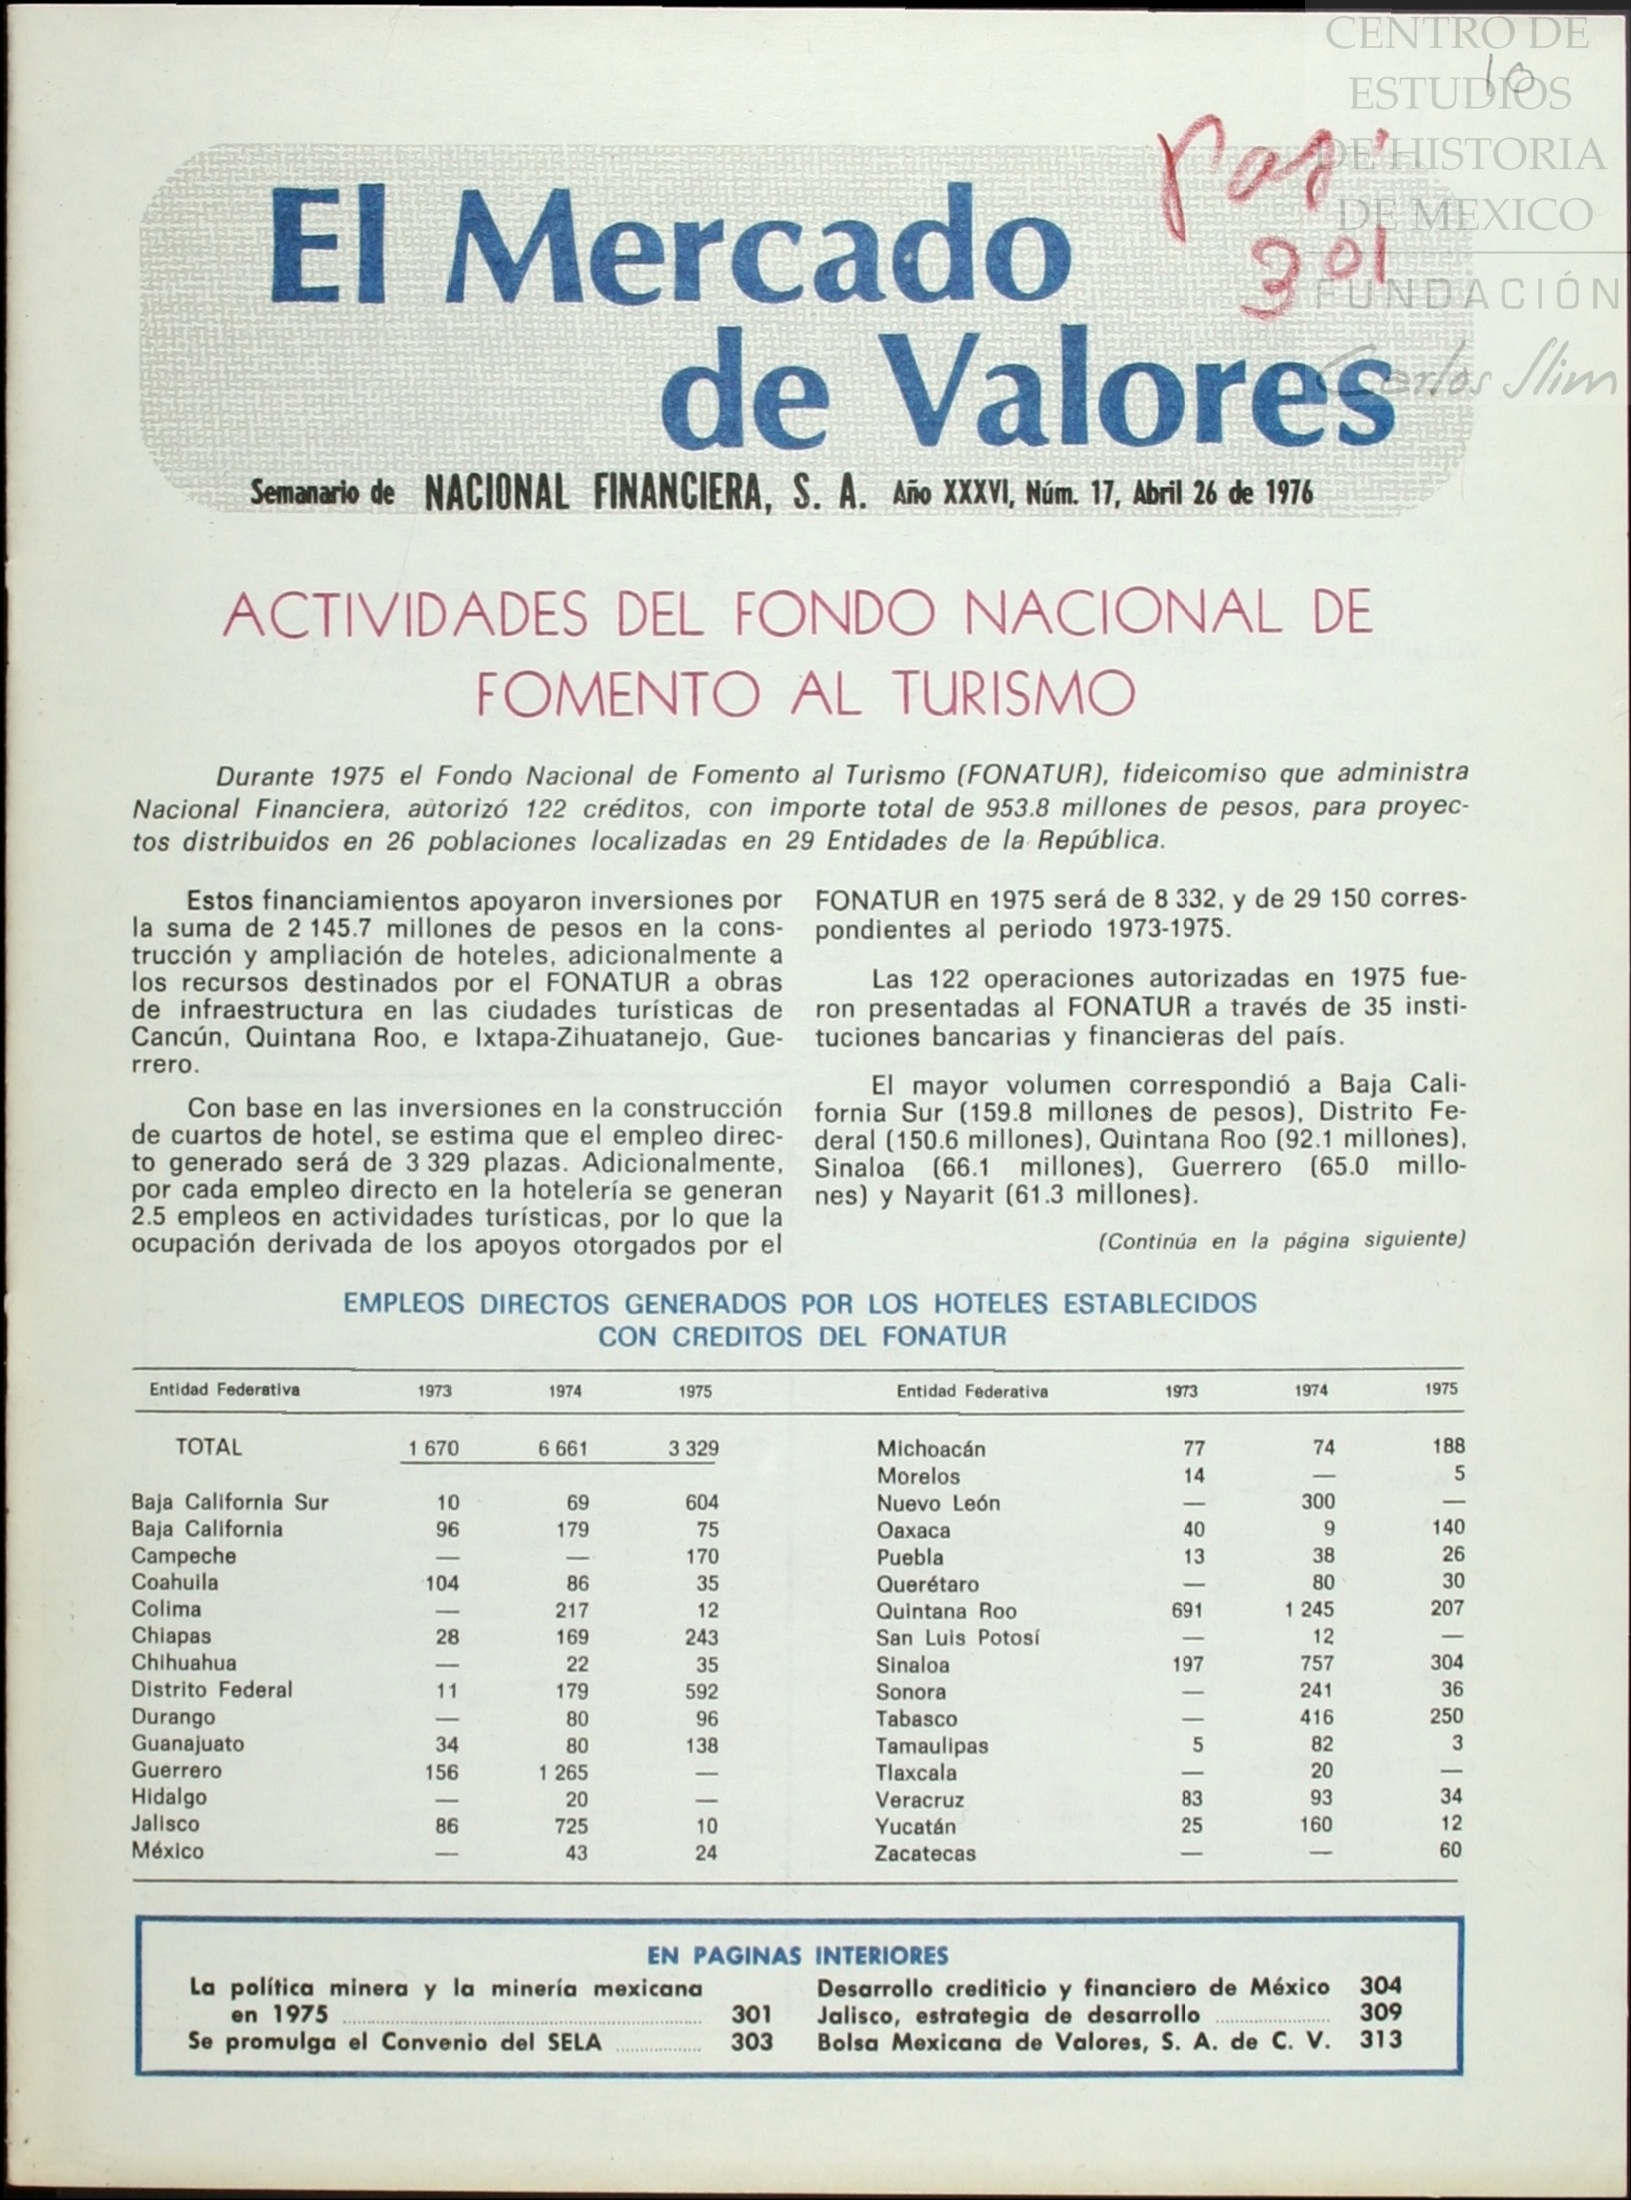 CENTRO DE
ESTUDIOS
DE HISTORIA
DE MEXICO
FUNDACIÓN
Carlos Slim
10
301
El Mercado
de Valores
Semanario de NACIONAL FINANCIERA, S. A. Año XXXVI, Núm. 17, Abril 26 de 1976
ACTIVIDADES DEL FONDO NACIONAL DE
FOMENTO AL TURISMO
Durante 1975 el Fondo Nacional de Fomento al Turismo (FONATUR), fideicomiso que administra
Nacional Financiera, autorizó 122 créditos, con importe total de 953.8 millones de pesos, para proyec-
tos distribuidos en 26 poblaciones localizadas en 29 Entidades de la República.
Estos financiamientos apoyaron inversiones por
la suma de 2 145.7 millones de pesos en la cons-
trucción y ampliación de hoteles, adicionalmente a
los recursos destinados por el FONATUR a obras
de infraestructura en las ciudades turísticas de
Cancún, Quintana Roo, e Ixtapa-Zihuatanejo, Gue-
rrero.
Con base en las inversiones en la construcción
de cuartos de hotel, se estima que el empleo direc-
to generado será de 3 329 plazas. Adicionalmente,
por cada empleo directo en la hotelería se generan
2.5 empleos en actividades turísticas, por lo que la
ocupación derivada de los apoyos otorgados por el
FONATUR en 1975 será de 8 332, y de 29 150 corres-
pondientes al periodo 1973-1975.
Las 122 operaciones autorizadas en 1975 fue-
ron presentadas al FONATUR a través de 35 insti-
tuciones bancarias y financieras del país.
El mayor volumen correspondió a Baja Cali-
fornia Sur (159.8 millones de pesos), Distrito Fe-
deral (150.6 millones), Quintana Roo (92.1 millones),
Sinaloa (66.1 millones), Guerrero (65.0 millo-
nes) y Nayarit (61.3 millones).
(Continúa en la página siguiente)
EMPLEOS DIRECTOS GENERADOS POR LOS HOTELES ESTABLECIDOS
CON CREDITOS DEL FONATUR
Entidad Federativa 1973 1974 1975
TOTAL 1 670 6 661 3 329
Baja California Sur 10 69 604
Baja California 96 179 75
Campeche — — 170
Coahuila 104 86 35
Colima — 217 12
Chiapas 28 169 243
Chihuahua — 22 35
Distrito Federal 11 179 592
Durango — 80 96
Guanajuato 34 80 138
Guerrero 156 1 265 —
Hidalgo — 20 —
Jalisco 86 725 10
México — 43 24
Entidad Federativa 1973 1974 1975
Michoacán 77 74 188
Morelos 14 — 5
Nuevo León — 300 —
Oaxaca 40 9 140
Puebla 13 38 26
Querétaro — 80 30
Quintana Roo 691 1 245 207
San Luis Potosí — 12 —
Sinaloa 197 757 304
Sonora — 241 36
Tabasco — 416 250
Tamaulipas 5 82 3
Tlaxcala — 20 —
Veracruz 83 93 34
Yucatán 25 160 12
Zacatecas — — 60
EN PAGINAS INTERIORES
La política minera y la minería mexicana
en 1975 ........ 301
Se promulga el Convenio del SELA ........ 303
Desarrollo crediticio y financiero de México 304
Jalisco, estrategia de desarrollo ........ 309
Bolsa Mexicana de Valores, S. A. de C. V. 313